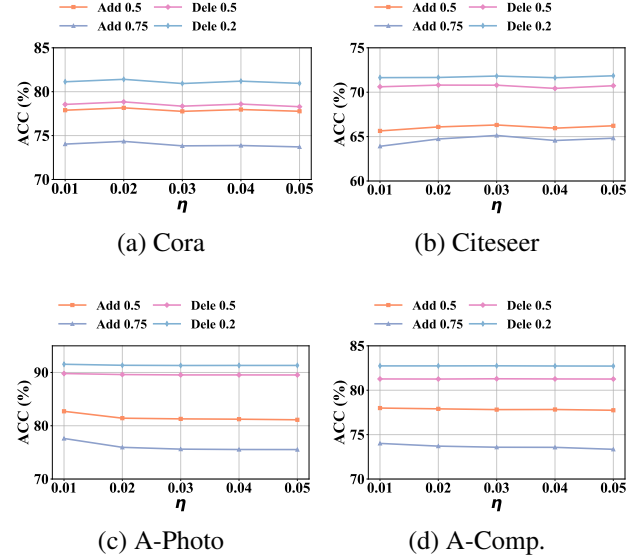 Add 0.5 Dele 0.5 Add 0.5 Dele 0.5
Add 0.75 Dele 0.2 Add 0.75 Dele 0.2
85
80
75
70
ACC (%)
0.01 0.02 0.03 0.04 0.05
η
75
70
65
60
ACC (%)
0.01 0.02 0.03 0.04 0.05
η
(a) Cora (b) Citeseer
Add 0.5 Dele 0.5 Add 0.5 Dele 0.5
Add 0.75 Dele 0.2 Add 0.75 Dele 0.2
90
80
70
ACC (%)
0.01 0.02 0.03 0.04 0.05
η
85
80
75
70
ACC (%)
0.01 0.02 0.03 0.04 0.05
η
(c) A-Photo (d) A-Comp.